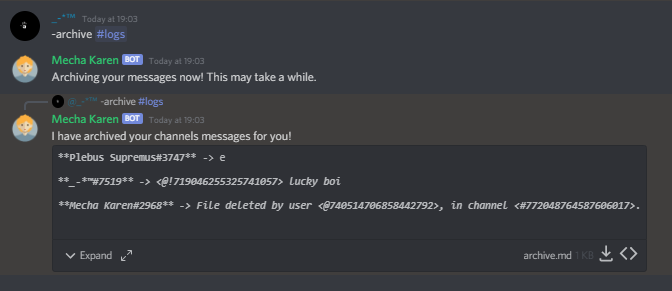 _-*™ Today at 19:03
-archive #logs
Mecha Karen BOT Today at 19:03
Archiving your messages now! This may take a while.
@_-*™ -archive #logs
Mecha Karen BOT Today at 19:03
I have archived your channels messages for you!
**Plebus Supremus#3747** -> e
**_-*™#7519** -> <@!719046255325741057> lucky boi
**Mecha Karen#2968** -> File deleted by user <@740514706858442792>, in channel <#772048764587606017>.
Expand archive.md 1 KB